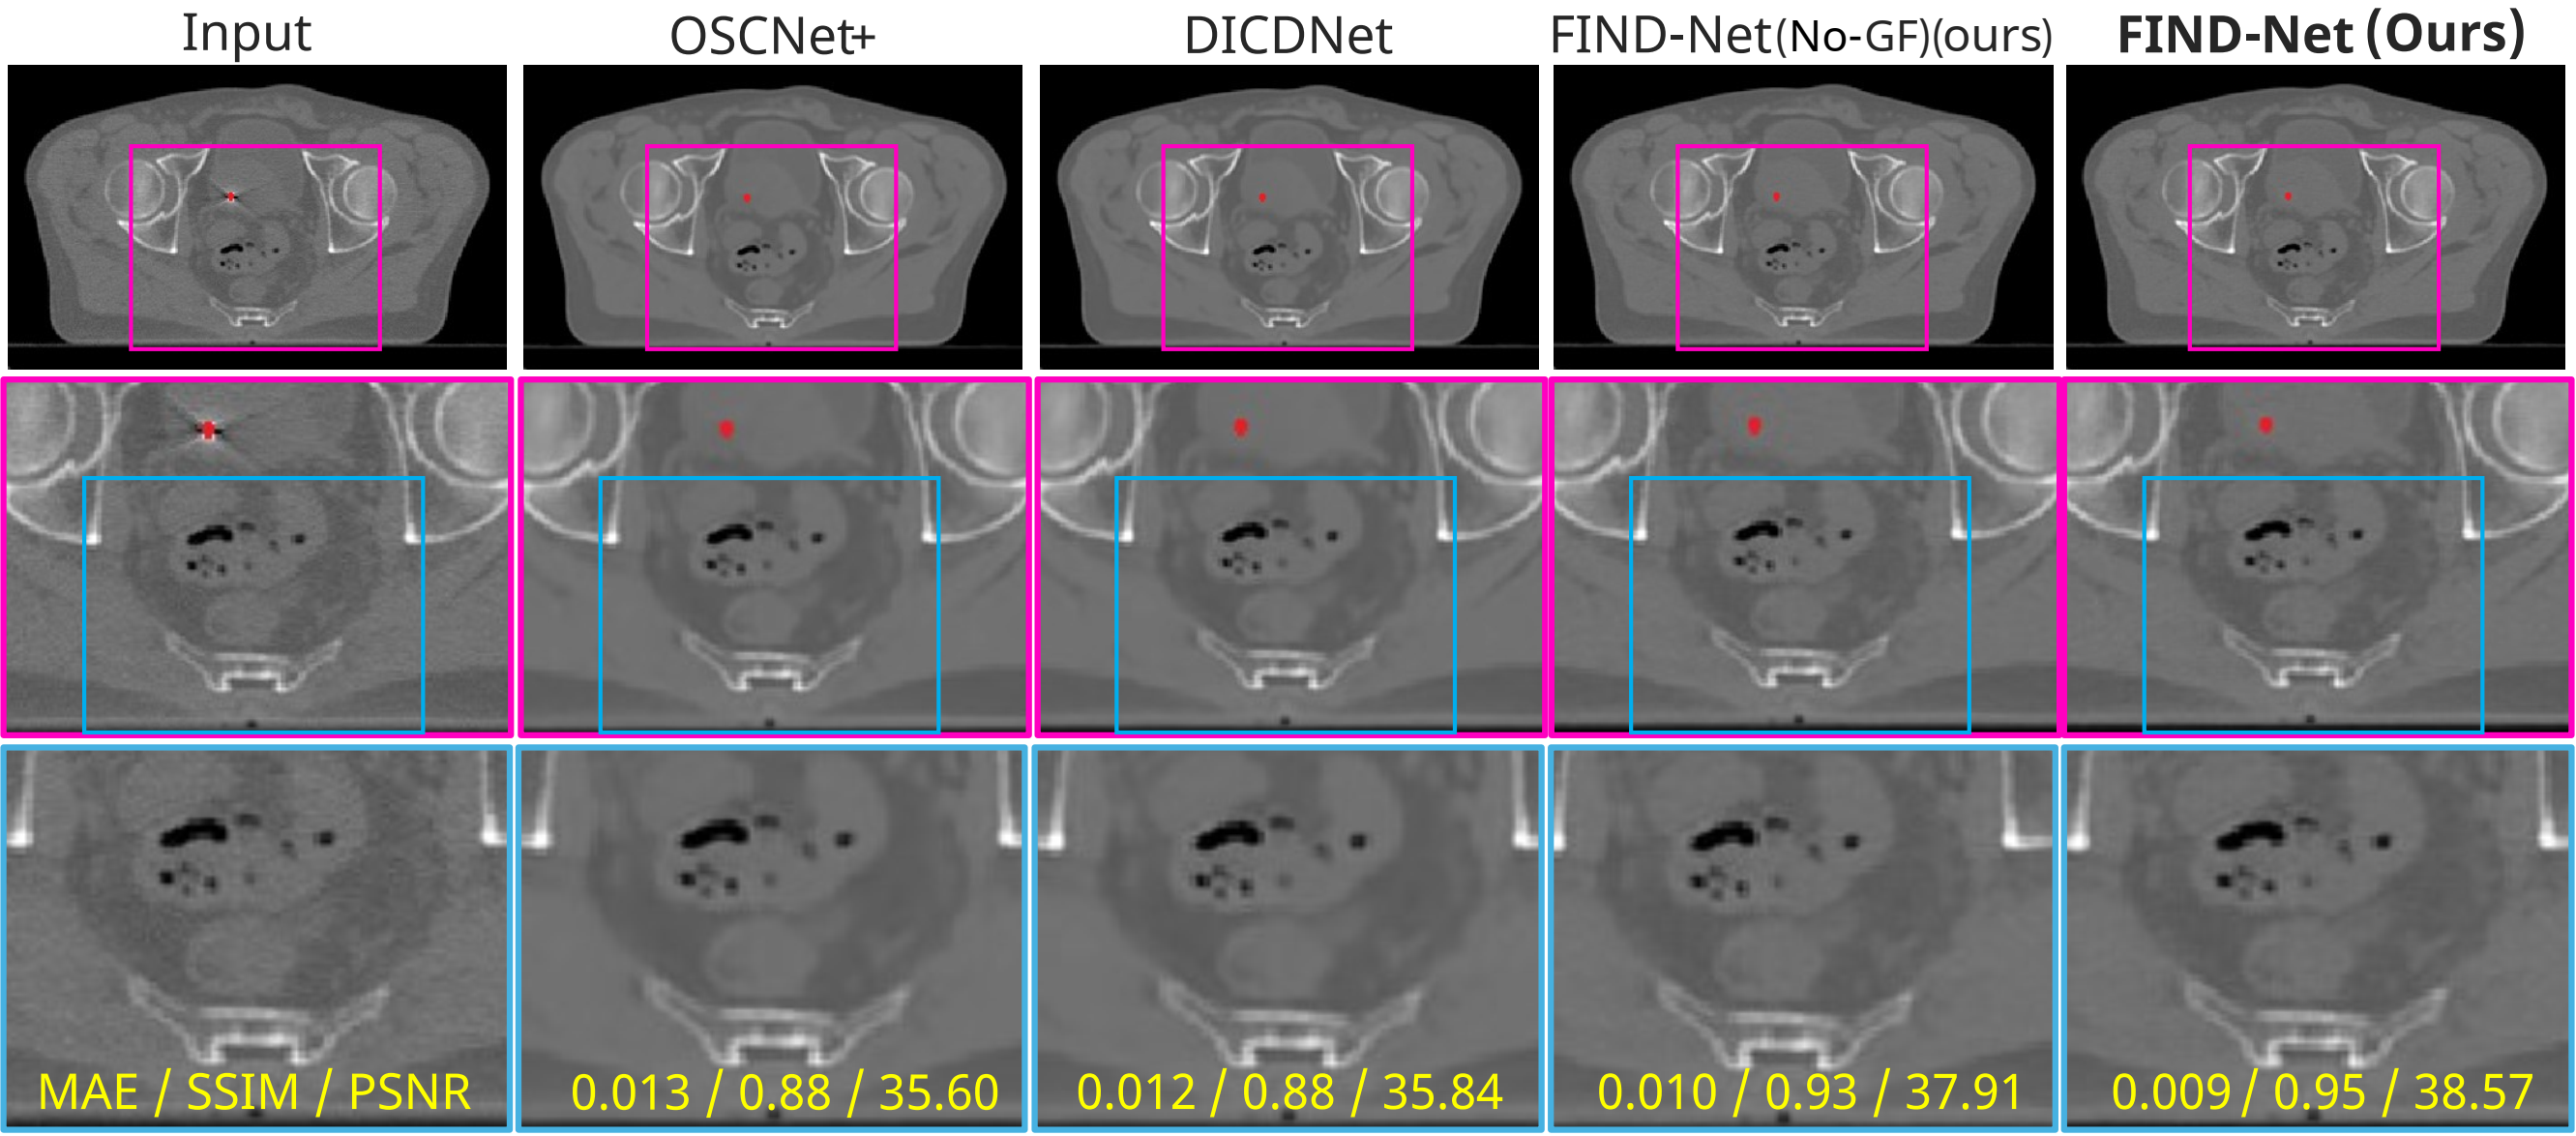 Input OSCNet+ DICDNet FIND-Net(No-GF)(ours) FIND-Net (Ours)
MAE / SSIM / PSNR 0.013 / 0.88 / 35.60 0.012 / 0.88 / 35.84 0.010 / 0.93 / 37.91 0.009 / 0.95 / 38.57